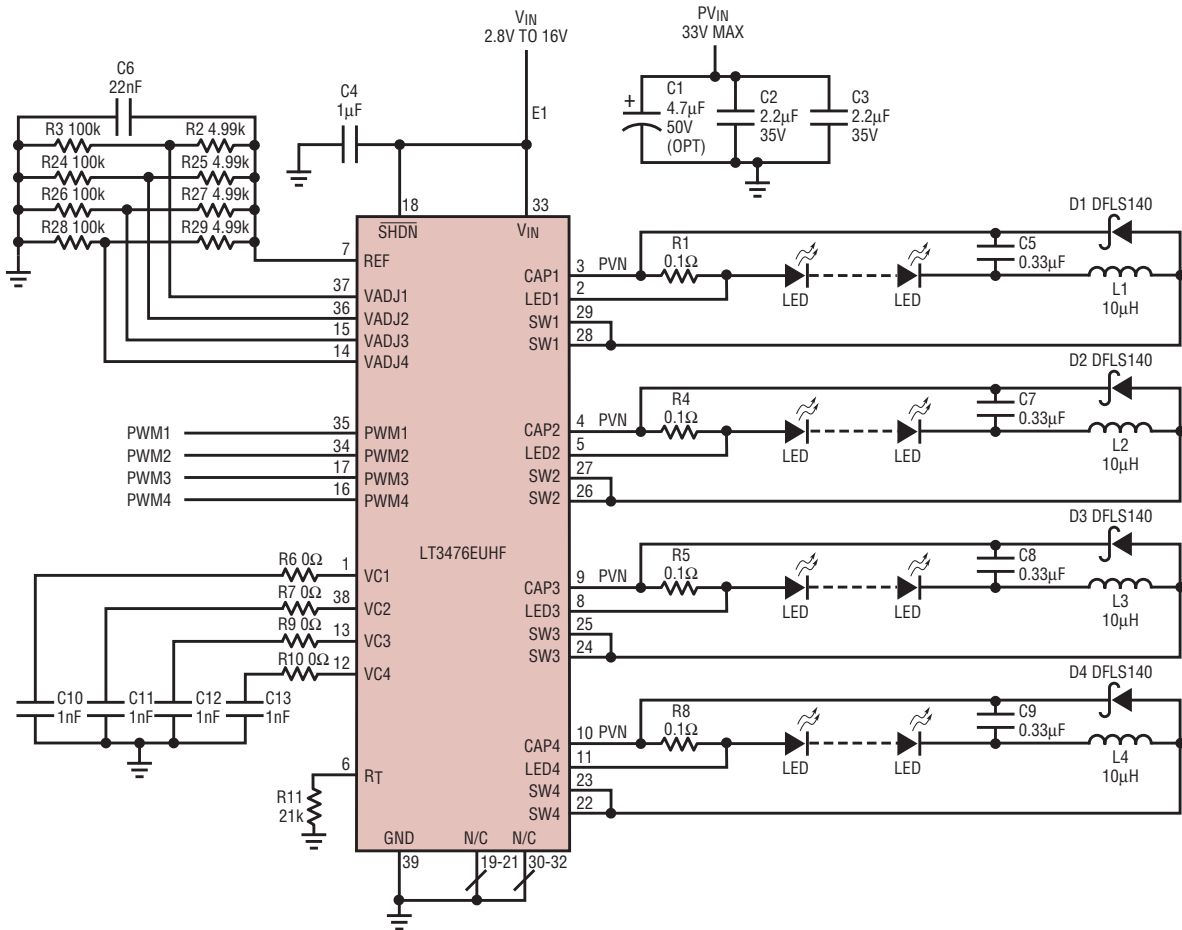 VIN
2.8V TO 16V
PVIN
33V MAX
C6
22nF
C4
1µF
E1
+
C1
4.7µF
50V
(OPT)
C2
2.2µF
35V
C3
2.2µF
35V
R3 100k
R2 4.99k
R24 100k
R25 4.99k
R26 100k
R27 4.99k
R28 100k
R29 4.99k
18
33
SHDN
VIN
7
REF
37
VADJ1
36
VADJ2
15
VADJ3
14
VADJ4
PWM1
35
PWM1
PWM2
34
PWM2
PWM3
17
PWM3
PWM4
16
PWM4
LT3476EUHF
R6 0Ω
1
VC1
R7 0Ω
38
VC2
R9 0Ω
13
VC3
R10 0Ω
12
VC4
C10
1nF
C11
1nF
C12
1nF
C13
1nF
6
RT
R11
21k
GND
N/C
N/C
39
19-21
30-32
CAP1
3
PVN
LED1
2
SW1
29
SW1
28
R1
0.1Ω
LED
LED
D1 DFLS140
C5
0.33µF
L1
10µH
CAP2
4
PVN
LED2
5
SW2
27
SW2
26
R4
0.1Ω
LED
LED
D2 DFLS140
C7
0.33µF
L2
10µH
CAP3
9
PVN
LED3
8
SW3
25
SW3
24
R5
0.1Ω
LED
LED
D3 DFLS140
C8
0.33µF
L3
10µH
CAP4
10
PVN
LED4
11
SW4
23
SW4
22
R8
0.1Ω
LED
LED
D4 DFLS140
C9
0.33µF
L4
10µH